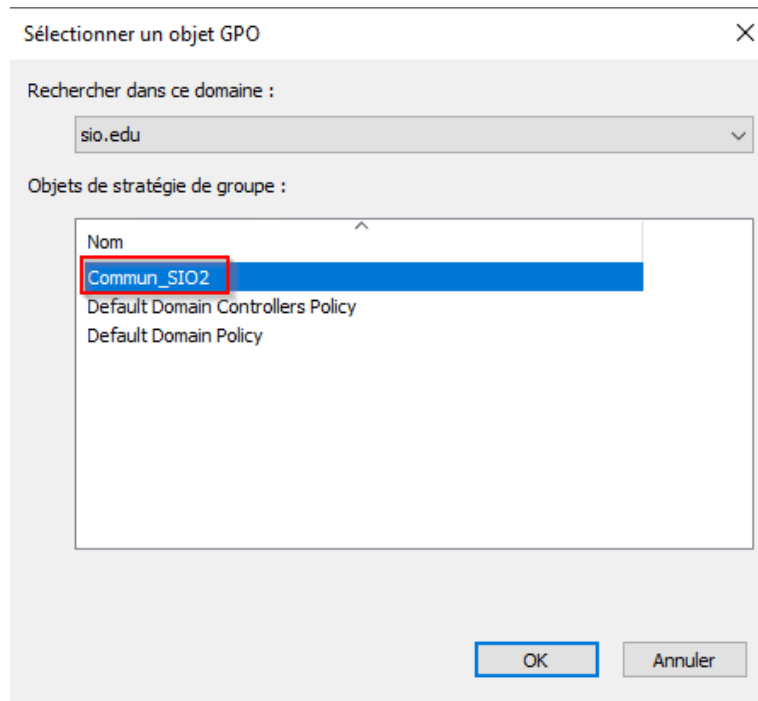 Sélectionner un objet GPO
Rechercher dans ce domaine :
sio.edu
Objets de stratégie de groupe :
Nom
Commun_SIO2
Default Domain Controllers Policy
Default Domain Policy
OK Annuler